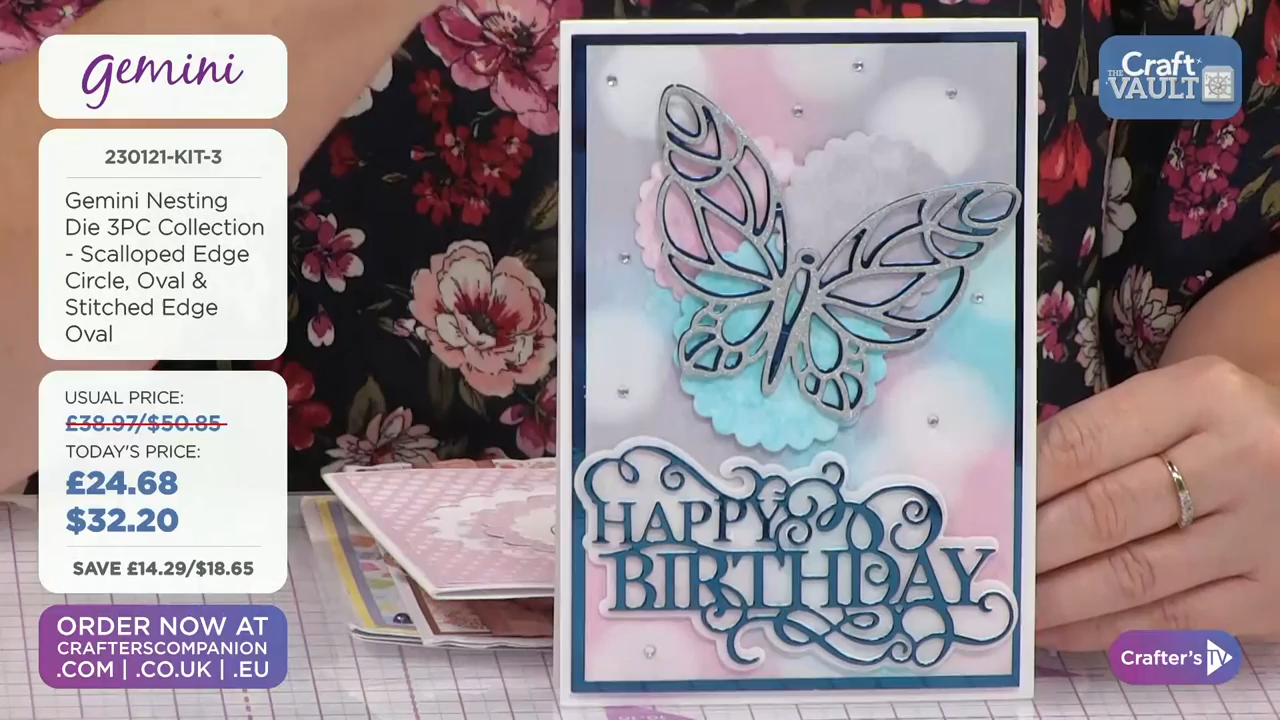 gemini
230121-KIT-3
Gemini Nesting
Die 3PC Collection
- Scalloped Edge
Circle, Oval &
Stitched Edge
Oval
USUAL PRICE:
£38.97/$50.85
TODAY'S PRICE:
£24.68
$32.20
SAVE £14.29/$18.65
ORDER NOW AT
CRAFTERSCOMPANION
.COM | .CO.UK | .EU
HAPPY
BIRTHDAY
THE Craft
VAULT
Crafter's TV